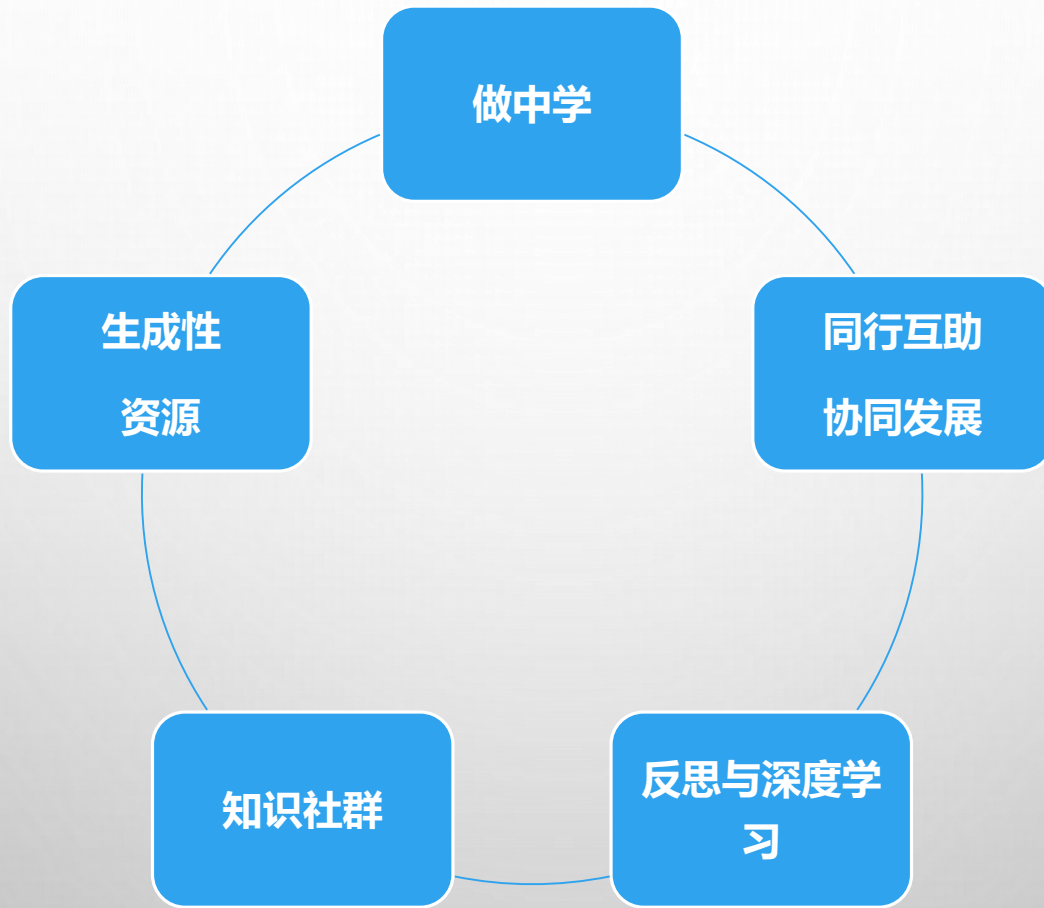 做中学
同行互助
协同发展
反思与深度学
习
知识社群
生成性
资源